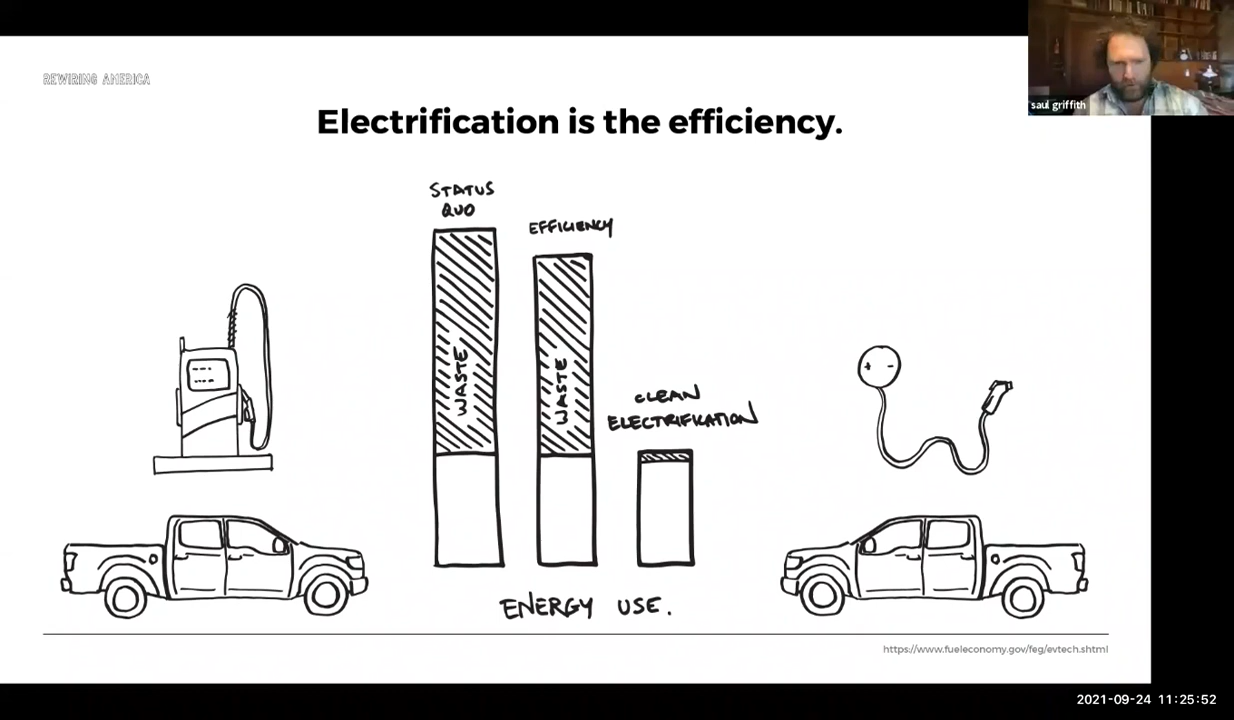 REWIRING AMERICA
saul griffith
Electrification is the efficiency.
STATUS
QUO
EFFICIENCY
WASTE
WASTE
CLEAN
ELECTRIFICATION
+ -
ENERGY USE.
https://www.fueleconomy.gov/feg/evtech.shtml
2021-09-24 11:25:52